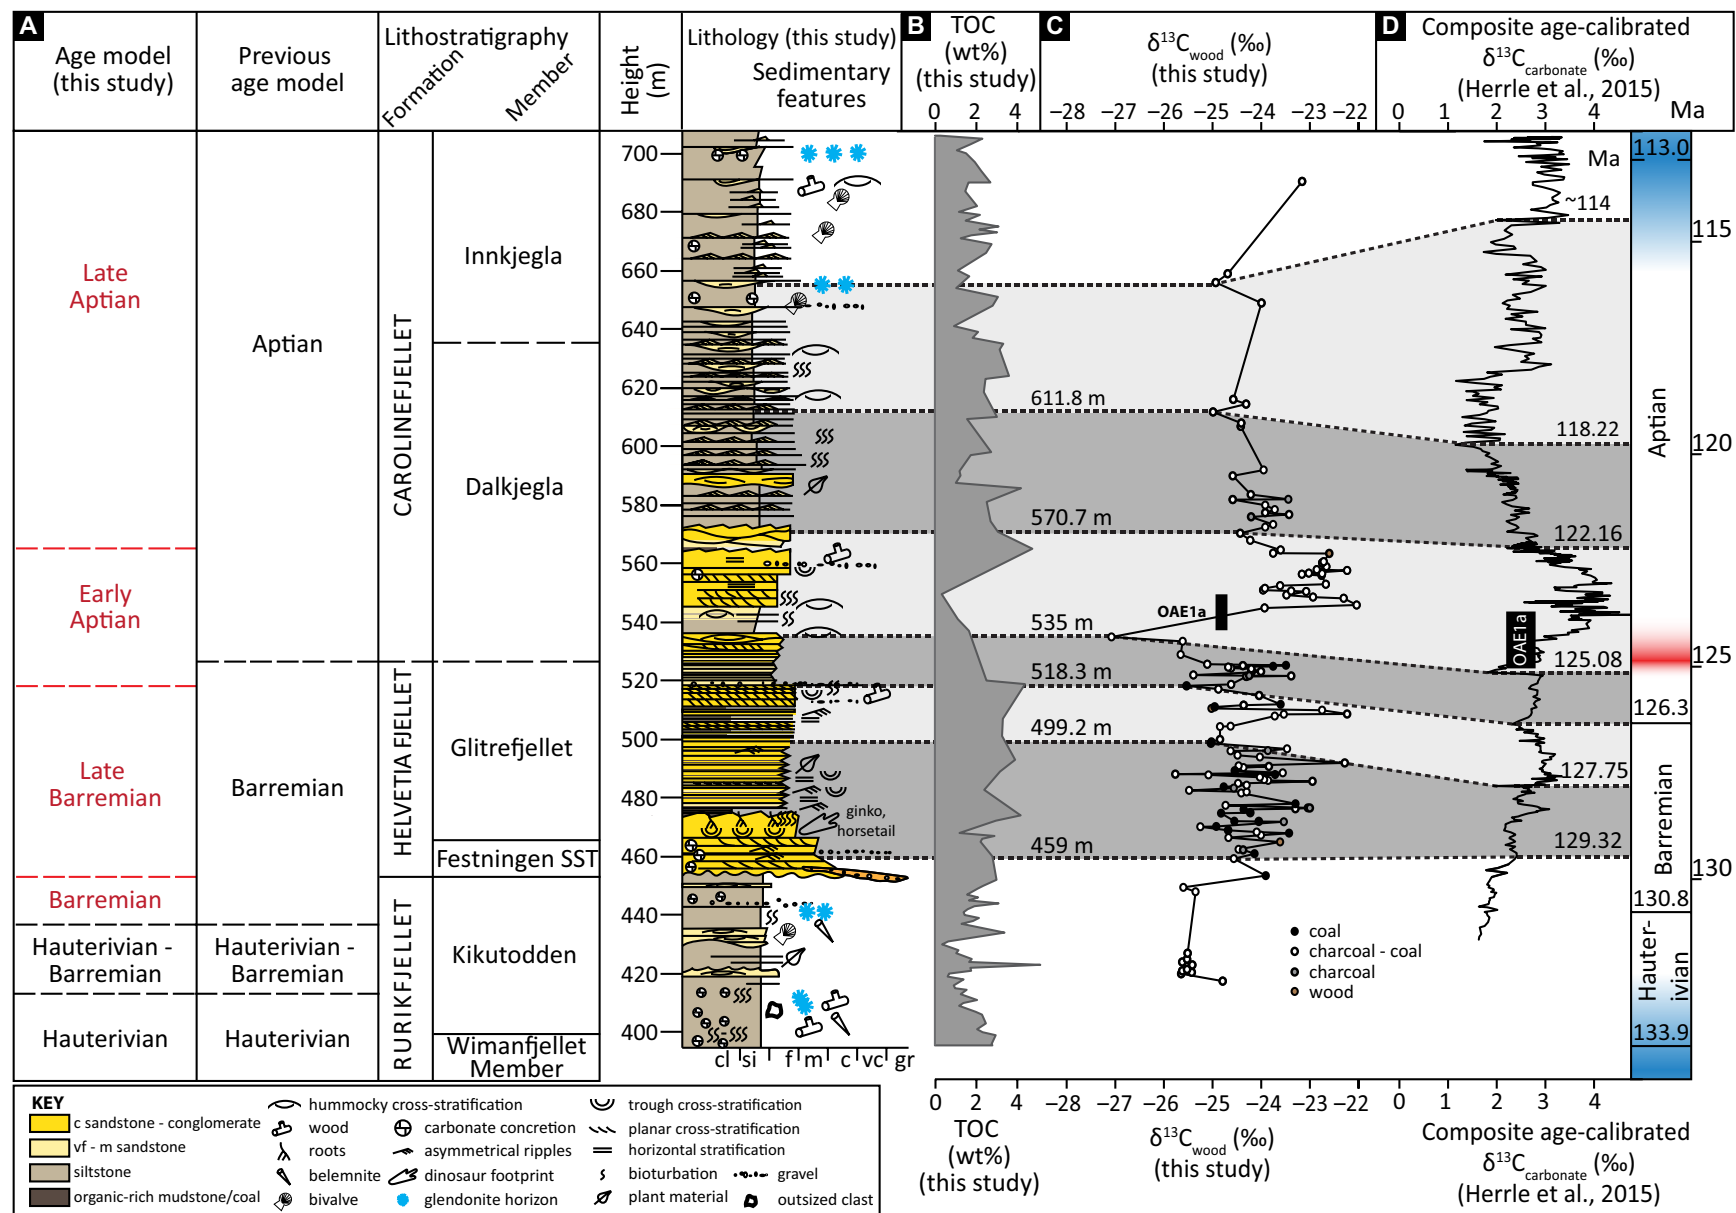 A
Age model
(this study)
Previous
age model
Lithostratigraphy
Formation
Member
Height
(m)
Lithology (this study)
Sedimentary
features
B
TOC
(wt%)
(this study)
0 2 4
C
δ13Cwood (‰)
(this study)
−28 −27 −26 −25 −24 −23 −22
D
Composite age-calibrated
δ13Ccarbonate (‰)
(Herrle et al., 2015)
0 1 2 3 4
Ma
Late
Aptian
Early
Aptian
Late
Barremian
Barremian
Hauterivian -
Barremian
Hauterivian
Aptian
Barremian
Hauterivian -
Barremian
Hauterivian
CAROLINEFJELLET
HELVETIAFJELLET
RURIKFJELLET
Innkjegla
Dalkjegla
Glitrefjellet
Festningen SST
Kikutodden
Wimanfjellet
Member
700
680
660
640
620
600
580
560
540
520
500
480
460
440
420
400
ginko,
horsetail
cl si f m c vc gr
611.8 m
570.7 m
535 m
518.3 m
499.2 m
459 m
OAE1a
OAE1a
coal
charcoal - coal
charcoal
wood
Ma
~114
118.22
122.16
125.08
126.3
127.75
129.32
130.8
133.9
113.0
115
120
125
130
Aptian
Barremian
Hauter-
ivian
0 2 4
TOC
(wt%)
(this study)
−28 −27 −26 −25 −24 −23 −22
δ13Cwood (‰)
(this study)
0 1 2 3 4
Composite age-calibrated
δ13Ccarbonate (‰)
(Herrle et al., 2015)
KEY
c sandstone - conglomerate
vf - m sandstone
siltstone
organic-rich mudstone/coal
hummocky cross-stratification
wood
roots
belemnite
bivalve
carbonate concretion
asymmetrical ripples
dinosaur footprint
glendonite horizon
trough cross-stratification
planar cross-stratification
horizontal stratification
bioturbation
plant material
gravel
outsized clast